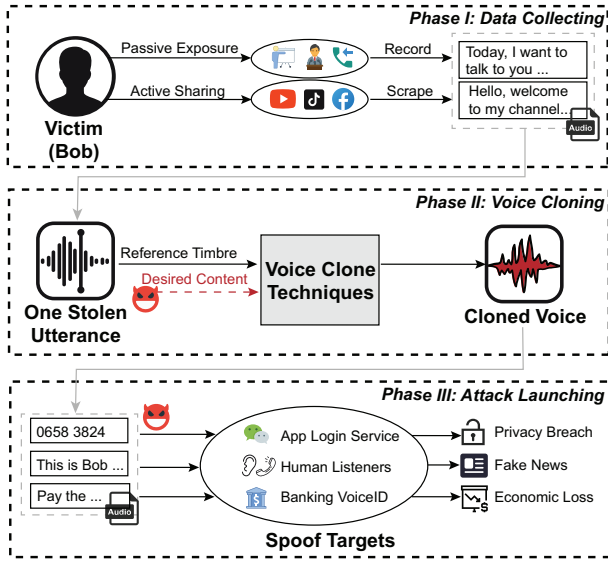 Phase I: Data Collecting
Passive Exposure
Record
Today, I want to
talk to you ...
Active Sharing
Scrape
Hello, welcome
to my channel...
Audio
Victim
(Bob)
Phase II: Voice Cloning
Reference Timbre
Desired Content
Voice Clone
Techniques
One Stolen
Utterance
Cloned Voice
Phase III: Attack Launching
0658 3824
App Login Service
Privacy Breach
This is Bob ...
Human Listeners
Fake News
Pay the ...
Audio
Banking VoiceID
Economic Loss
Spoof Targets